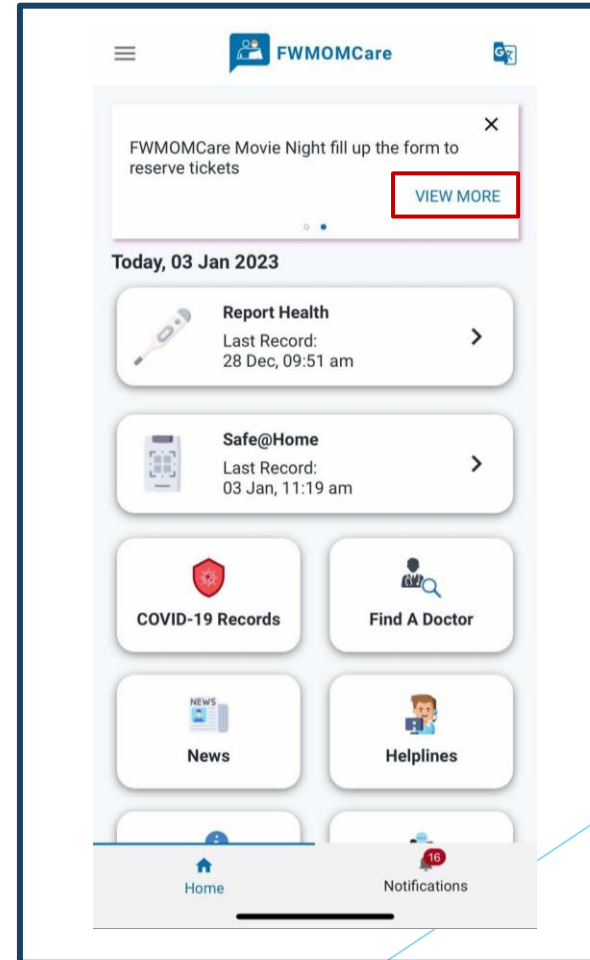 FWMOMCare
FWMOMCare Movie Night fill up the form to
reserve tickets
VIEW MORE
Today, 03 Jan 2023
Report Health
Last Record:
28 Dec, 09:51 am
Safe@Home
Last Record:
03 Jan, 11:19 am
COVID-19 Records
Find A Doctor
NEWS
News
Helplines
16
Home
Notifications